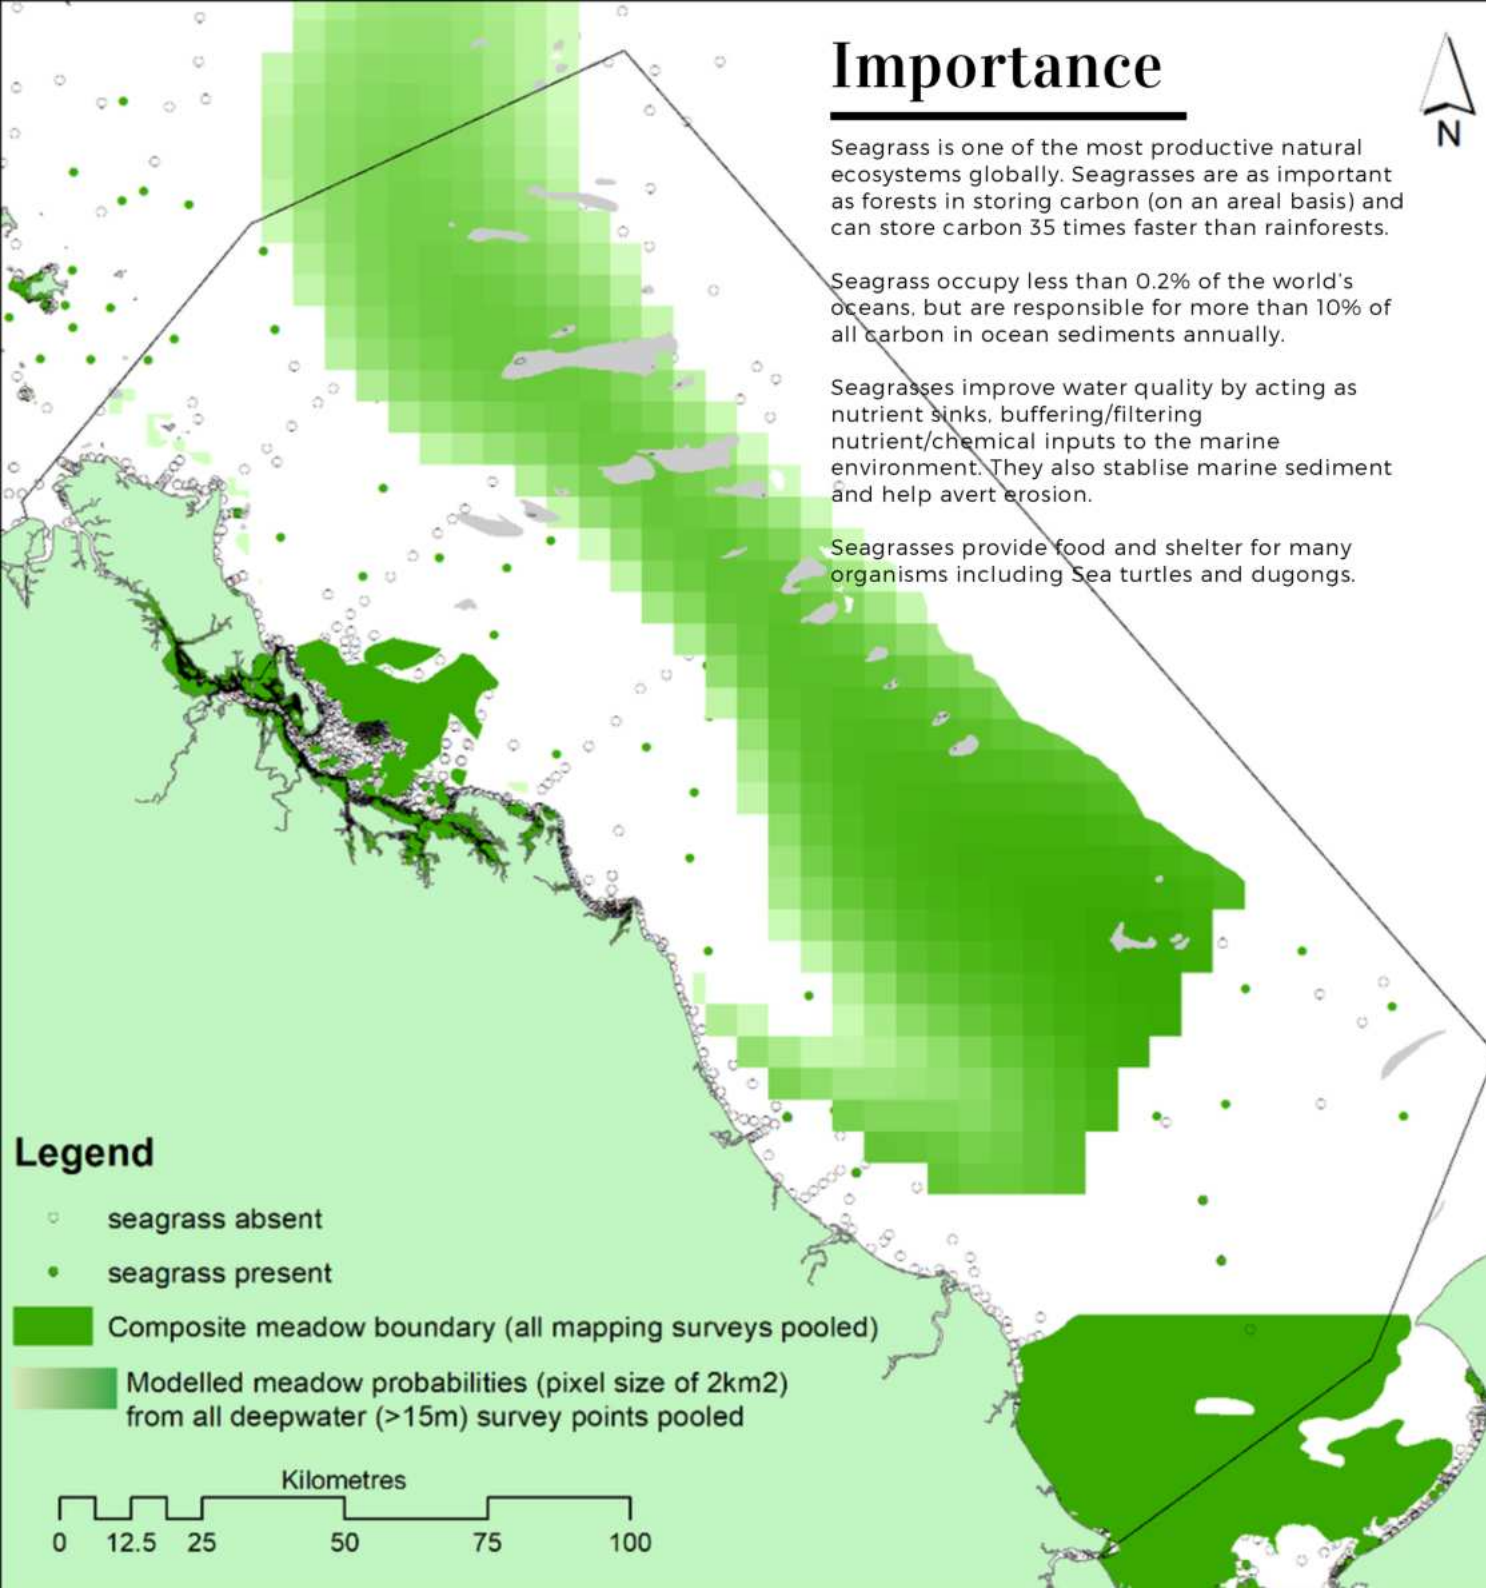 Importance
N
Seagrass is one of the most productive natural
ecosystems globally. Seagrasses are as important
as forests in storing carbon (on an areal basis) and
can store carbon 35 times faster than rainforests.
Seagrass occupy less than 0.2% of the world's
oceans, but are responsible for more than 10% of
all carbon in ocean sediments annually.
Seagrasses improve water quality by acting as
nutrient sinks, buffering/filtering
nutrient/chemical inputs to the marine
environment. They also stablise marine sediment
and help avert erosion.
Seagrasses provide food and shelter for many
organisms including Sea turtles and dugongs.
Legend
seagrass absent
seagrass present
Composite meadow boundary (all mapping surveys pooled)
Modelled meadow probabilities (pixel size of 2km2)
from all deepwater (>15m) survey points pooled
Kilometres
0 12.5 25 50 75 100